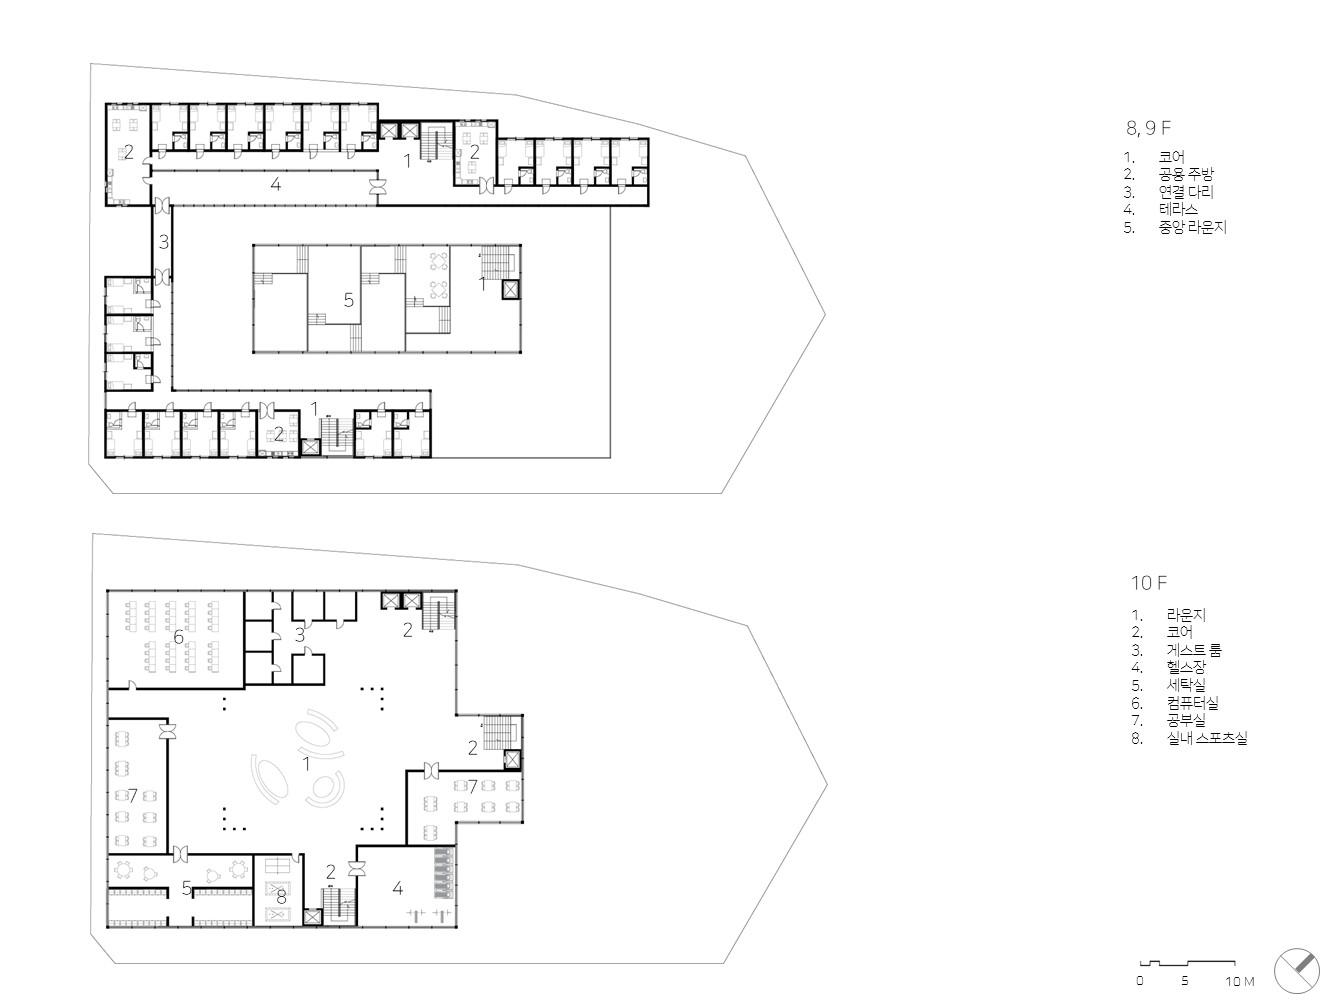 8, 9 F
1. 코어
2. 공용 주방
3. 연결 다리
4. 테라스
5. 중앙 라운지
2
1
2
4
3
5
1
1
2
10 F
1. 라운지
2. 코어
3. 게스트 룸
4. 헬스장
5. 세탁실
6. 컴퓨터실
7. 공부실
8. 실내 스포츠실
6
3
2
2
1
7
7
2
5
8
4
0 5 10 M